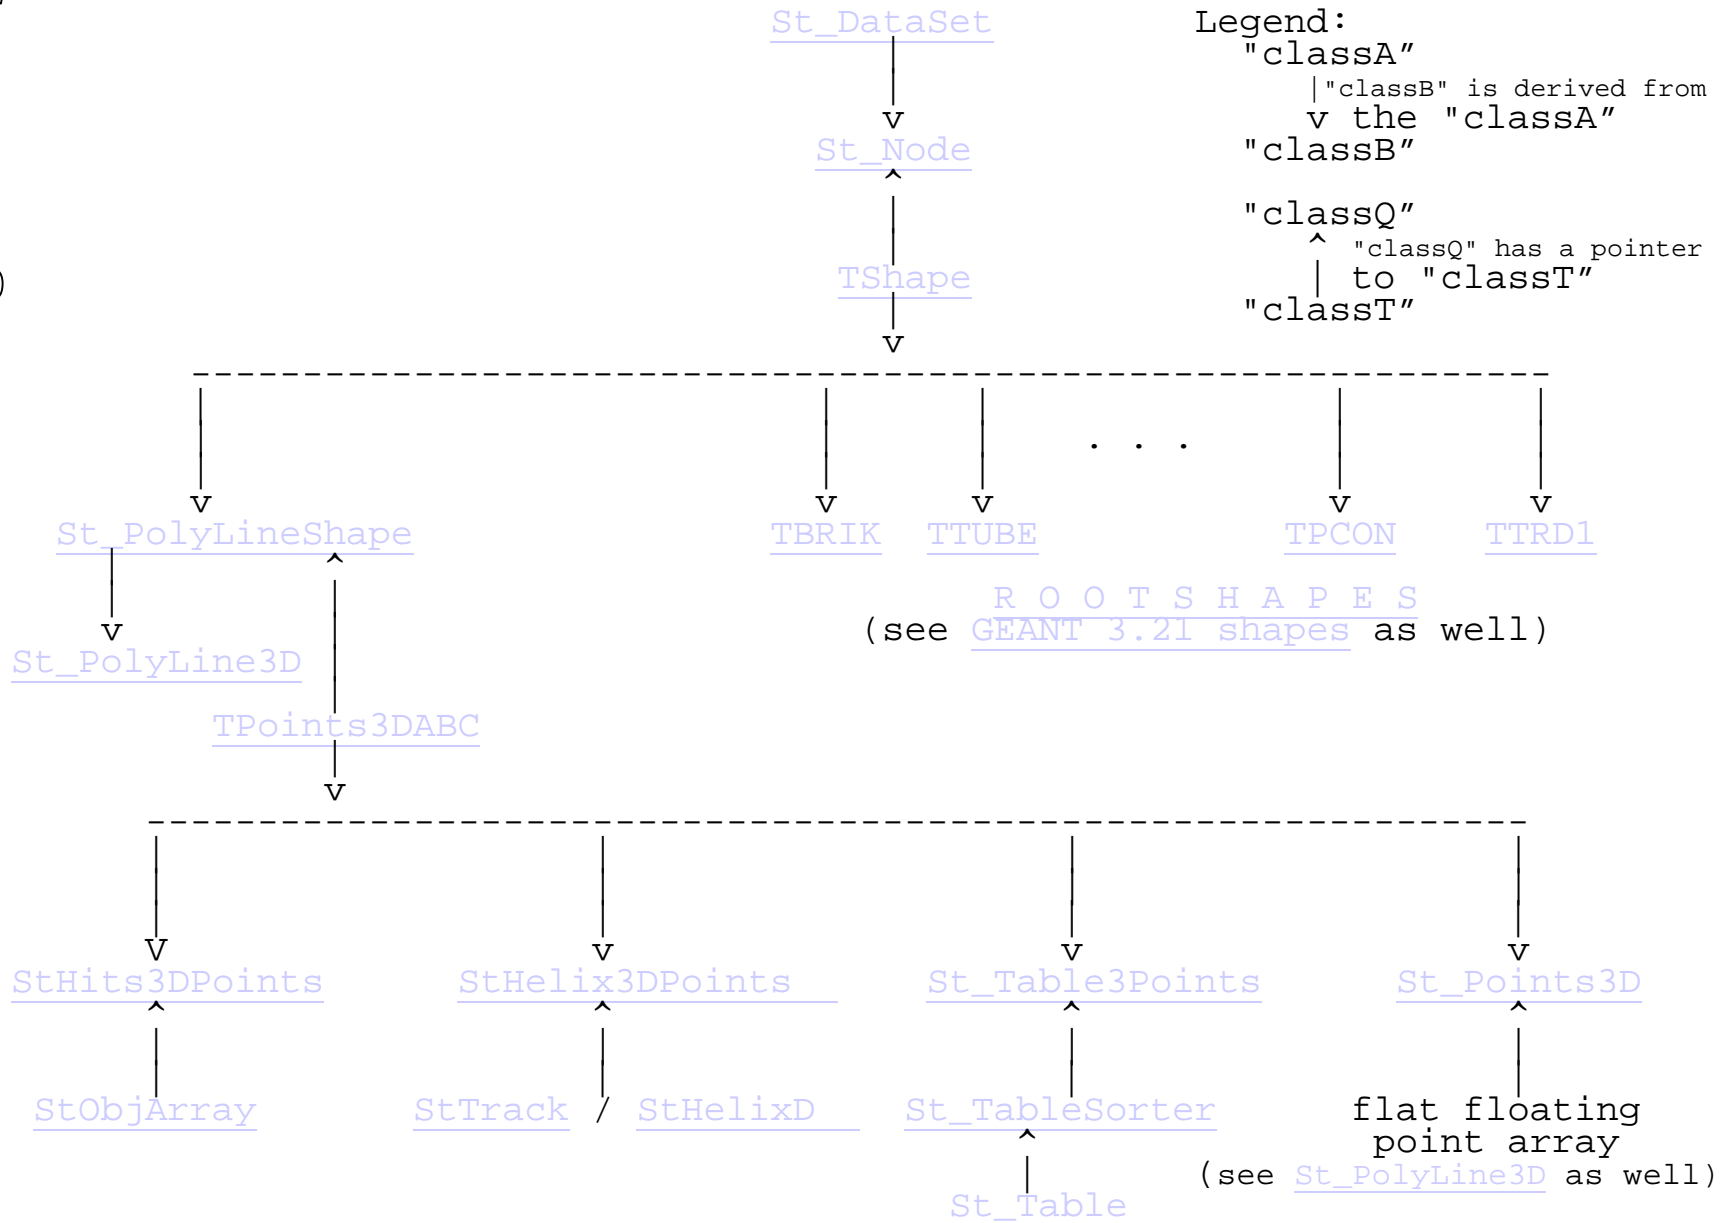 St_DataSet
Legend:
"classA"
|"classB" is derived from
v the "classA"
"classB"
v
St_Node
^
"classQ"
^ "classQ" has a pointer
| to "classT"
"classT"
)
TShape
v
-------------------------------------------------------------
. . .
v v v v v
St_PolyLineShape TBRIK TTUBE TPCON TTRD1
^
R O O T S H A P E S
v
(see GEANT 3.21 shapes as well)
St_PolyLine3D
TPoints3DABC
v
--------------------------------------------------------------
V v v v
StHits3DPoints StHelix3DPoints St_Table3Points St_Points3D
^ ^ ^ ^
StObjArray StTrack / StHelixD St_TableSorter flat floating
^ point array
(see St_PolyLine3D as well)
St_Table